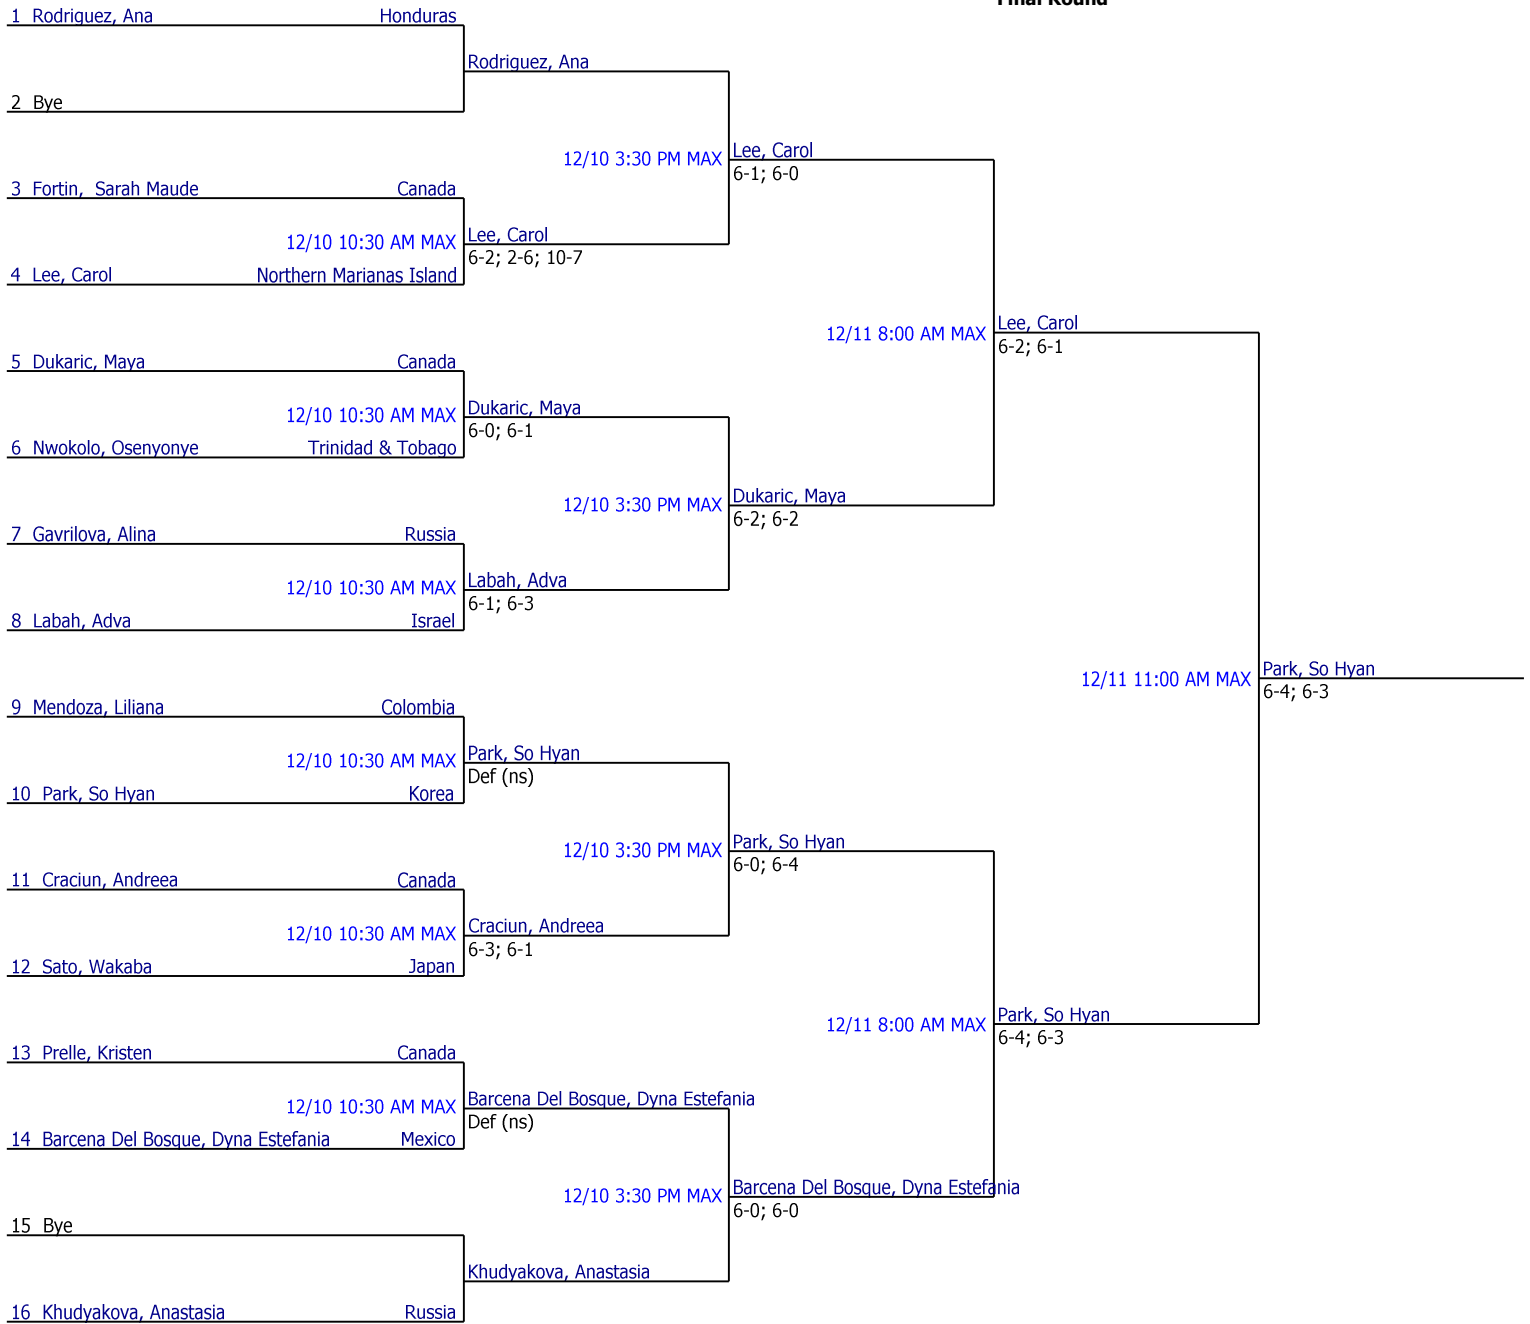 Final Round
1 Rodriguez, Ana Honduras
Rodriguez, Ana
2 Bye
12/10 3:30 PM MAX Lee, Carol
6-1; 6-0
3 Fortin, Sarah Maude Canada
12/10 10:30 AM MAX Lee, Carol
6-2; 2-6; 10-7
4 Lee, Carol Northern Marianas Island
12/11 8:00 AM MAX Lee, Carol
6-2; 6-1
5 Dukaric, Maya Canada
12/10 10:30 AM MAX Dukaric, Maya
6-0; 6-1
6 Nwokolo, Osenyonye Trinidad & Tobago
12/10 3:30 PM MAX Dukaric, Maya
6-2; 6-2
7 Gavrilova, Alina Russia
12/10 10:30 AM MAX Labah, Adva
6-1; 6-3
8 Labah, Adva Israel
12/11 11:00 AM MAX Park, So Hyan
6-4; 6-3
9 Mendoza, Liliana Colombia
12/10 10:30 AM MAX Park, So Hyan
Def (ns)
10 Park, So Hyan Korea
12/10 3:30 PM MAX Park, So Hyan
6-0; 6-4
11 Craciun, Andreea Canada
12/10 10:30 AM MAX Craciun, Andreea
6-3; 6-1
12 Sato, Wakaba Japan
12/11 8:00 AM MAX Park, So Hyan
6-4; 6-3
13 Prelle, Kristen Canada
12/10 10:30 AM MAX Barcena Del Bosque, Dyna Estefania
Def (ns)
14 Barcena Del Bosque, Dyna Estefania Mexico
12/10 3:30 PM MAX Barcena Del Bosque, Dyna Estefania
6-0; 6-0
15 Bye
Khudyakova, Anastasia
16 Khudyakova, Anastasia Russia